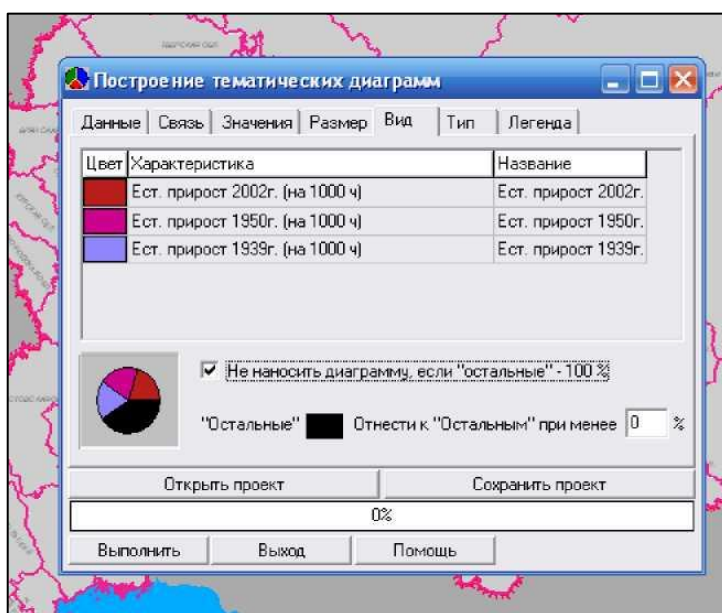 Построение тематических диаграмм
Данные Связь Значения Размер Вид Тип Легенда
Цвет Характеристика Название
Ест. прирост 2002г. (на 1000 ч) Ест. прирост 2002г.
Ест. прирост 1950г. (на 1000 ч) Ест. прирост 1950г.
Ест. прирост 1939г. (на 1000 ч) Ест. прирост 1939г.
Не наносить диаграмму, если "остальные" - 100 %
"Остальные" Отнести к "Остальным" при менее 0 %
Открыть проект Сохранить проект
0%
Выполнить Выход Помощь